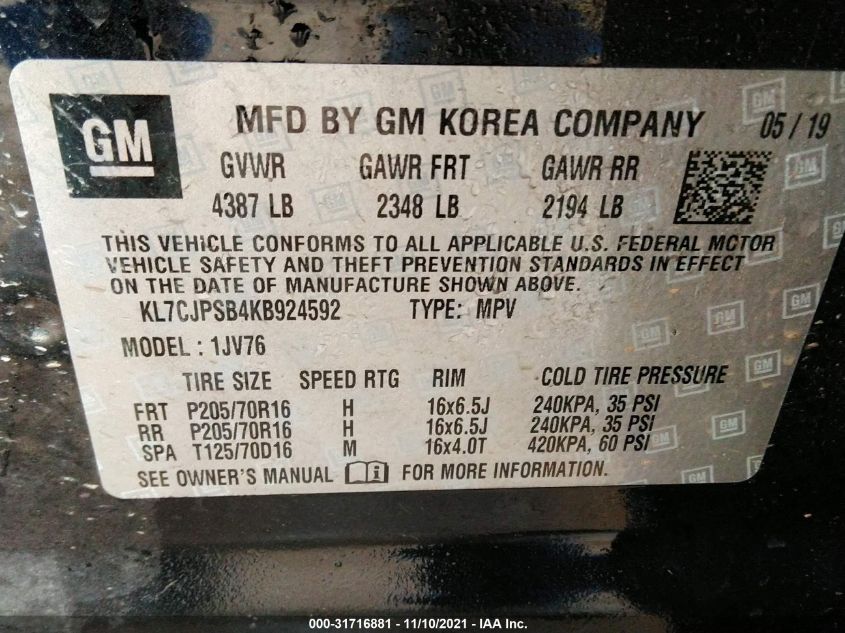 GM MFD BY GM KOREA COMPANY 05/19
GVWR GAWR FRT GAWR RR
4387 LB 2348 LB 2194 LB
THIS VEHICLE CONFORMS TO ALL APPLICABLE U.S. FEDERAL MOTOR
VEHICLE SAFETY AND THEFT PREVENTION STANDARDS IN EFFECT
ON THE DATE OF MANUFACTURE SHOWN ABOVE.
KL7CJPSB4KB924592 TYPE: MPV
MODEL: 1JV76
TIRE SIZE SPEED RTG RIM COLD TIRE PRESSURE
FRT P205/70R16 H 16x6.5J 240KPA, 35 PSI
RR P205/70R16 H 16x6.5J 240KPA, 35 PSI
SPA T125/70D16 M 16x4.0T 420KPA, 60 PSI
SEE OWNER'S MANUAL FOR MORE INFORMATION.
000-31716881 - 11/10/2021 - IAA Inc.